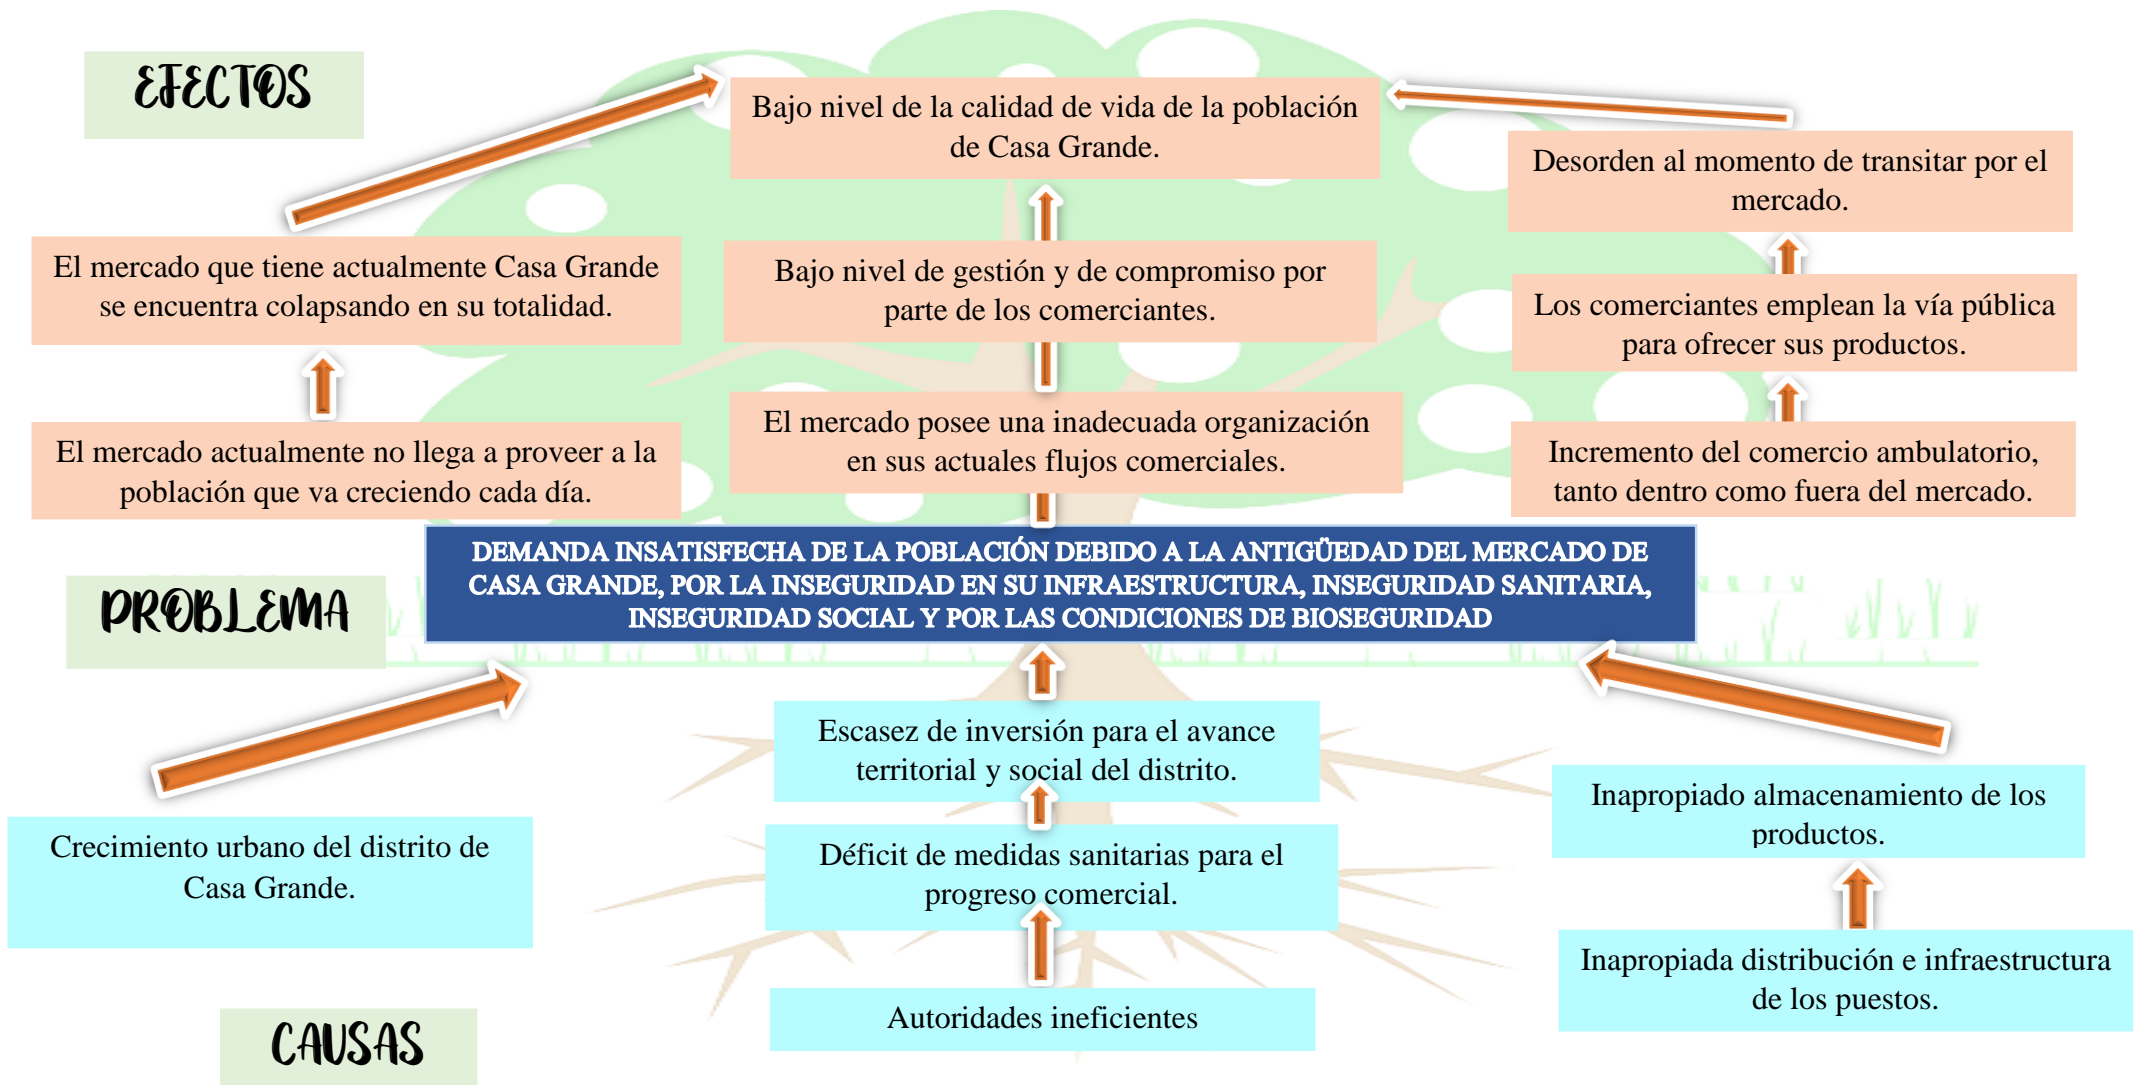 EFECTOS
Bajo nivel de la calidad de vida de la población
de Casa Grande.
Desorden al momento de transitar por el
mercado.
El mercado que tiene actualmente Casa Grande
se encuentra colapsando en su totalidad.
Bajo nivel de gestión y de compromiso por
parte de los comerciantes.
Los comerciantes emplean la vía pública
para ofrecer sus productos.
El mercado actualmente no llega a proveer a la
población que va creciendo cada día.
El mercado posee una inadecuada organización
en sus actuales flujos comerciales.
Incremento del comercio ambulatorio,
tanto dentro como fuera del mercado.
PROBLEMA
DEMANDA INSATISFECHA DE LA POBLACIÓN DEBIDO A LA ANTIGÜEDAD DEL MERCADO DE
CASA GRANDE, POR LA INSEGURIDAD EN SU INFRAESTRUCTURA, INSEGURIDAD SANITARIA,
INSEGURIDAD SOCIAL Y POR LAS CONDICIONES DE BIOSEGURIDAD
Crecimiento urbano del distrito de
Casa Grande.
Escasez de inversión para el avance
territorial y social del distrito.
Inapropiado almacenamiento de los
productos.
Déficit de medidas sanitarias para el
progreso comercial.
Inapropiada distribución e infraestructura
de los puestos.
Autoridades ineficientes
CAUSAS